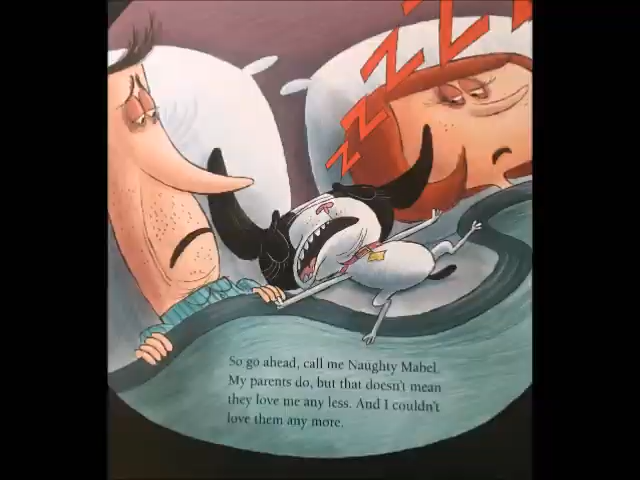 ZZZZZZ
So go ahead, call me Naughty Mabel.
My parents do, but that doesn't mean
they love me any less. And I couldn't
love them any more.